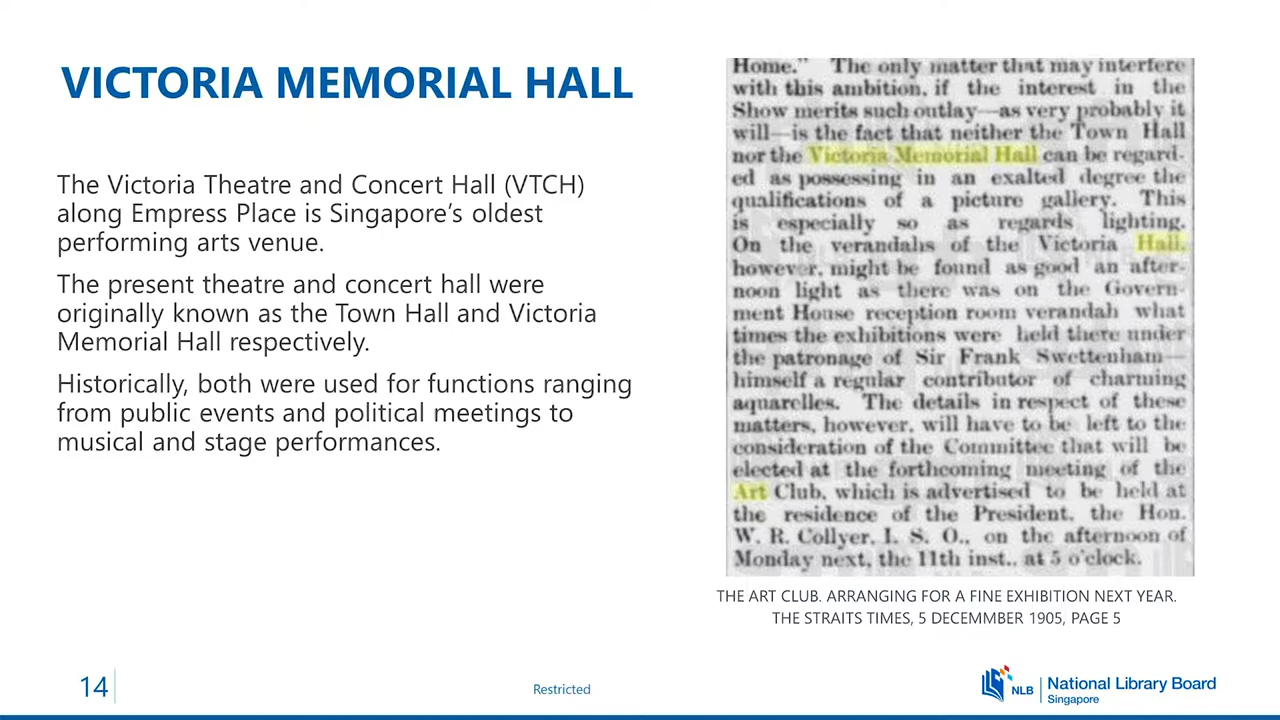 VICTORIA MEMORIAL HALL
The Victoria Theatre and Concert Hall (VTCH)
along Empress Place is Singapore’s oldest
performing arts venue.
The present theatre and concert hall were
originally known as the Town Hall and Victoria
Memorial Hall respectively.
Historically, both were used for functions ranging
from public events and political meetings to
musical and stage performances.
Home." The only matter that may interfere
with this ambition, if the interest in the
Show merits such outlay—as very probably it
will—is the fact that neither the Town Hall
nor the Victoria Memorial Hall can be regard-
ed as possessing in an exalted degree the
qualifications of a picture gallery. This
is especially so as regards lighting.
On the verandahs of the Victoria Hall,
however, might be found as good an after-
noon light as there was on the Govern-
ment House reception room verandah what
times the exhibitions were held there under
the patronage of Sir Frank Swettenham—
himself a regular contributor of charming
aquarelles. The details in respect of these
matters, however, will have to be left to the
consideration of the Committee that will be
elected at the forthcoming meeting of the
Art Club, which is advertised to be held at
the residence of the President, the Hon.
W. R. Collyer, I. S. O., on the afternoon of
Monday next, the 11th inst., at 5 o'clock.
THE ART CLUB. ARRANGING FOR A FINE EXHIBITION NEXT YEAR.
THE STRAITS TIMES, 5 DECEMMBER 1905, PAGE 5
14
Restricted
NLB
National Library Board
Singapore